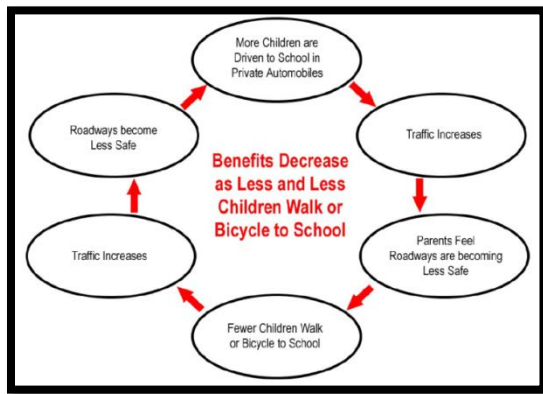 More Children are
Driven to School in
Private Automobiles
Traffic Increases
Parents Feel
Roadways are becoming
Less Safe
Fewer Children Walk
or Bicycle to School
Traffic Increases
Roadways become
Less Safe
Benefits Decrease
as Less and Less
Children Walk or
Bicycle to School